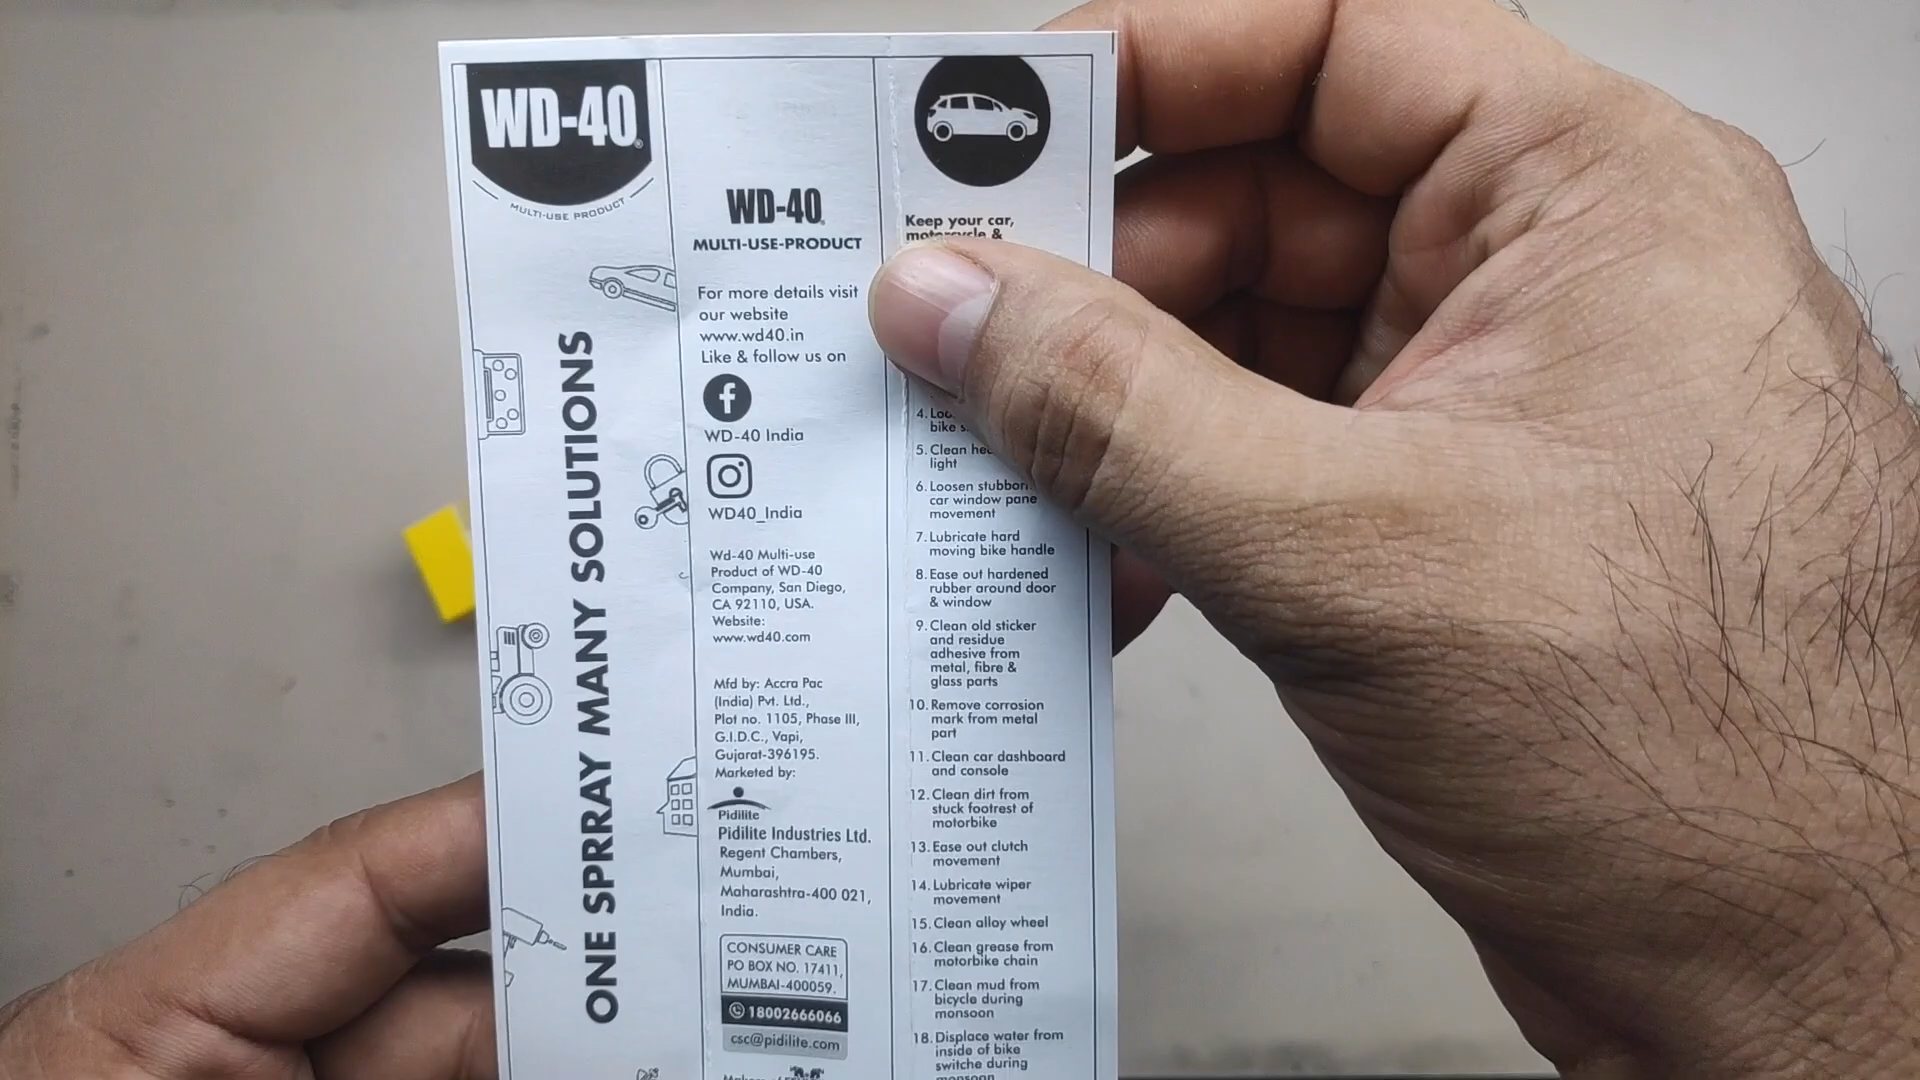 WD-40
MULTI-USE PRODUCT
ONE SPRRAY MANY SOLUTIONS
WD-40
MULTI-USE-PRODUCT
For more details visit
our website
www.wd40.in
Like & follow us on
WD-40 India
WD40_India
Wd-40 Multi-use
Product of WD-40
Company, San Diego,
CA 92110, USA.
Website:
www.wd40.com
Mfd by: Accra Pac
(India) Pvt. Ltd.,
Plot no. 1105, Phase III,
G.I.D.C., Vapi,
Gujarat-396195.
Marketed by:
Pidilite
Pidilite Industries Ltd.
Regent Chambers,
Mumbai,
Maharashtra-400 021,
India.
CONSUMER CARE
PO BOX NO. 17411,
MUMBAI-400059.
18002666066
csc@pidilite.com
Keep your car,
motorcycle &
4.
bike
5. Clean
light
6. Loosen stubborn
car window pane
movement
7. Lubricate hard
moving bike handle
8. Ease out hardened
rubber around door
& window
9. Clean old sticker
and residue
adhesive from
metal, fibre &
glass parts
10. Remove corrosion
mark from metal
part
11. Clean car dashboard
and console
12. Clean dirt from
stuck footrest of
motorbike
13. Ease out clutch
movement
14. Lubricate wiper
movement
15. Clean alloy wheel
16. Clean grease from
motorbike chain
17. Clean mud from
bicycle during
monsoon
18. Displace water from
inside of bike
switche during
monsoon